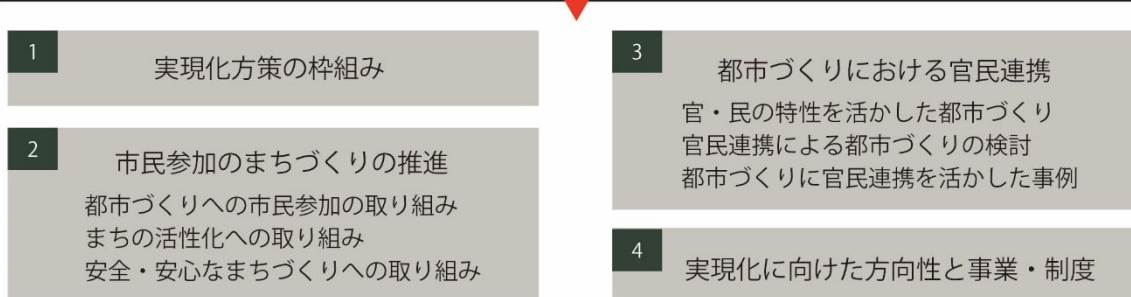 1
実現化方策の枠組み
2
市民参加のまちづくりの推進
都市づくりへの市民参加の取り組み
まちの活性化への取り組み
安全・安心なまちづくりへの取り組み
3
都市づくりにおける官民連携
官・民の特性を活かした都市づくり
官民連携による都市づくりの検討
都市づくりに官民連携を活かした事例
4
実現化に向けた方向性と事業・制度